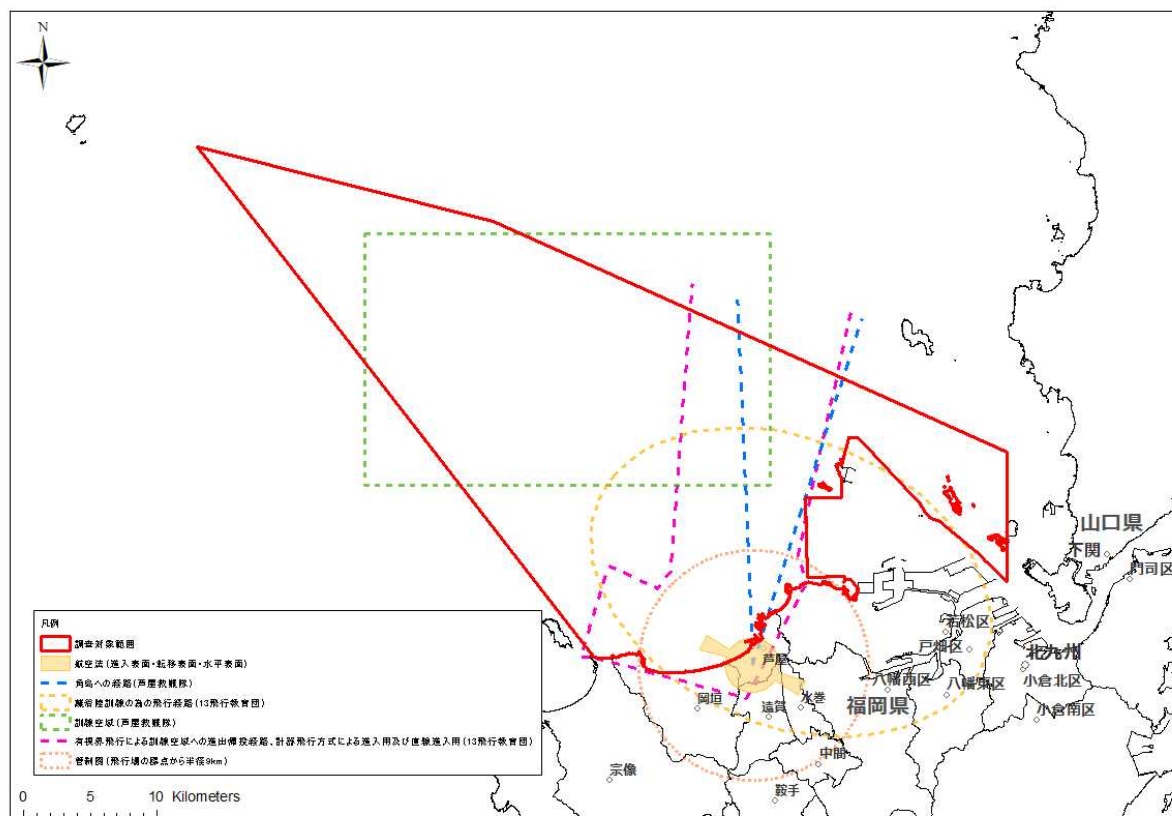 N
山口県
下関
門司区
若松区
戸畑区
北九州
芦屋
八幡西区
小倉北区
八幡東区
岡垣
水巻
福岡県
遠賀
小倉南区
中間
宗像
鞍手
凡例
調査対象範囲
航空法(進入表面・転移表面・水平表面)
角島への経路(芦屋救難隊)
離着陸訓練の為の飛行経路(13飛行教育団)
訓練空域(芦屋救難隊)
有視界飛行による訓練空域への進出帰投経路、計器飛行方式による進入用及び直線進入用(13飛行教育団)
管制圏(飛行場の標点から半径9km)
0 5 10 Kilometers